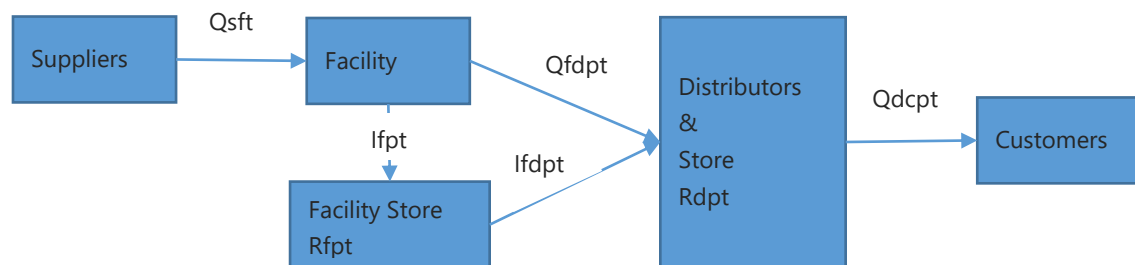 Qsft
Suppliers
Facility
Qfdpt
Ifpt
Facility Store
Rfpt
Ifdpt
Distributors
&
Store
Rdpt
Qdcpt
Customers